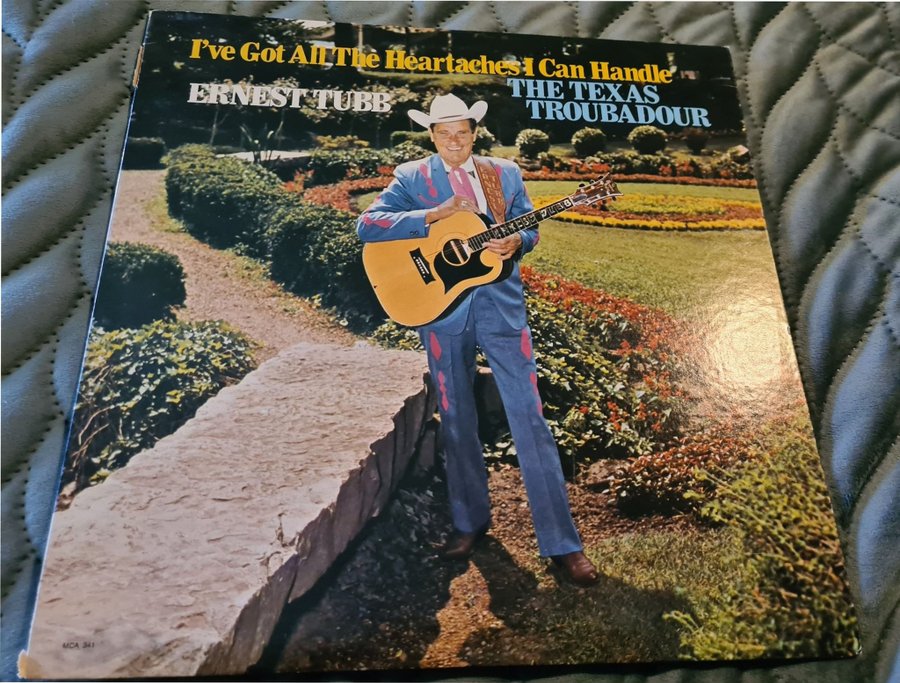 I've Got All The Heartaches I Can Handle
ERNEST TUBB
THE TEXAS
TROUBADOUR
MCA 341